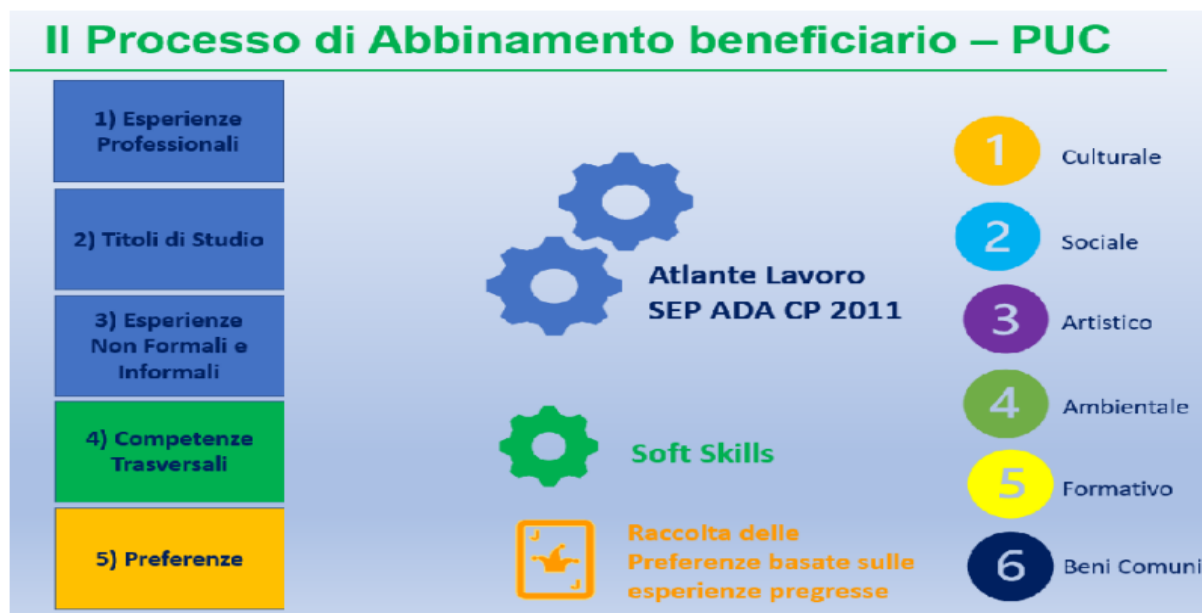 Il Processo di Abbinamento beneficiario – PUC
1) Esperienze
Professionali
2) Titoli di Studio
3) Esperienze
Non Formali e
Informali
4) Competenze
Trasversali
5) Preferenze
Atlante Lavoro
SEP ADA CP 2011
Soft Skills
Raccolta delle
Preferenze basate sulle
esperienze pregresse
1 Culturale
2 Sociale
3 Artistico
4 Ambientale
5 Formativo
6 Beni Comuni